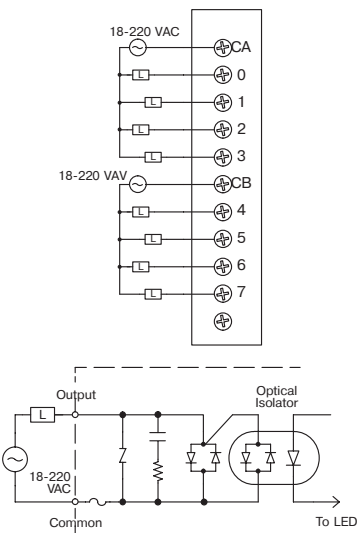 18-220 VAC
CA
L 0
L 1
L 2
L 3
18-220 VAV
CB
L 4
L 5
L 6
L 7
Output
Optical
Isolator
L
18-220
VAC
Common
To LED